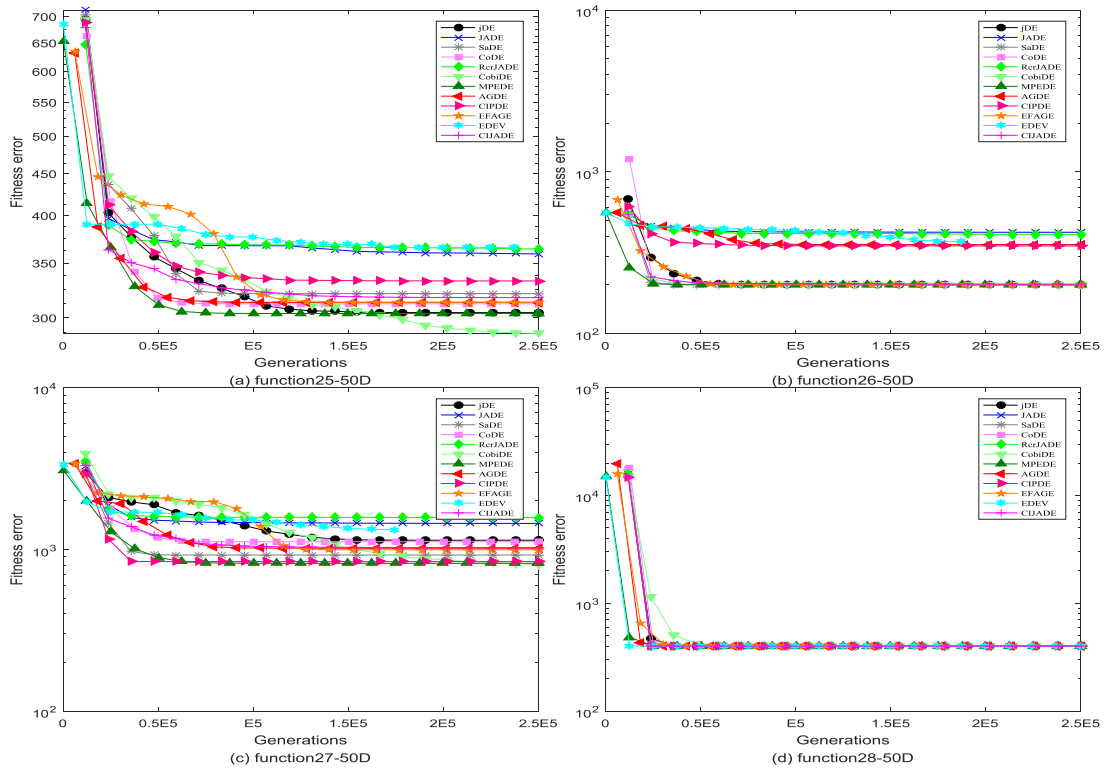 700
650
600
550
500
450
400
350
300
0
0.5E5
E5
1.5E5
2E5
2.5E5
Fitness error
Generations
jDE
JADE
SaDE
CoDE
RcrJADE
CobiDE
MPEDE
AGDE
CIPDE
EFAGE
EDEV
CIJADE
(a) function25-50D
10^4
10^3
10^2
0
0.5E5
E5
1.5E5
2E5
2.5E5
Fitness error
Generations
jDE
JADE
SaDE
CoDE
RcrJADE
CobiDE
MPEDE
AGDE
CIPDE
EFAGE
EDEV
CIJADE
(b) function26-50D
10^4
10^3
10^2
0
0.5E5
E5
1.5E5
2E5
2.5E5
Fitness error
Generations
jDE
JADE
SaDE
CoDE
RcrJADE
CobiDE
MPEDE
AGDE
CIPDE
EFAGE
EDEV
CIJADE
(c) function27-50D
10^5
10^4
10^3
10^2
0
0.5E5
E5
1.5E5
2E5
2.5E5
Fitness error
Generations
jDE
JADE
SaDE
CoDE
RcrJADE
CobiDE
MPEDE
AGDE
CIPDE
EFAGE
EDEV
CIJADE
(d) function28-50D